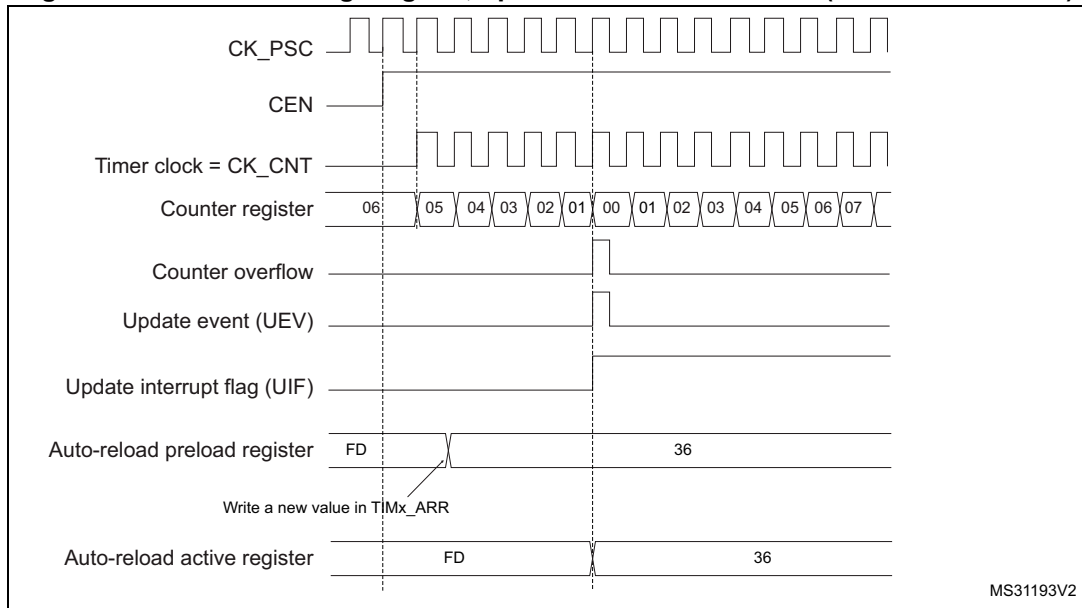 CK_PSC
CEN
Timer clock = CK_CNT
Counter register 06 05 04 03 02 01 00 01 02 03 04 05 06 07
Counter overflow
Update event (UEV)
Update interrupt flag (UIF)
Auto-reload preload register FD 36
Write a new value in TIMx_ARR
Auto-reload active register FD 36
MS31193V2